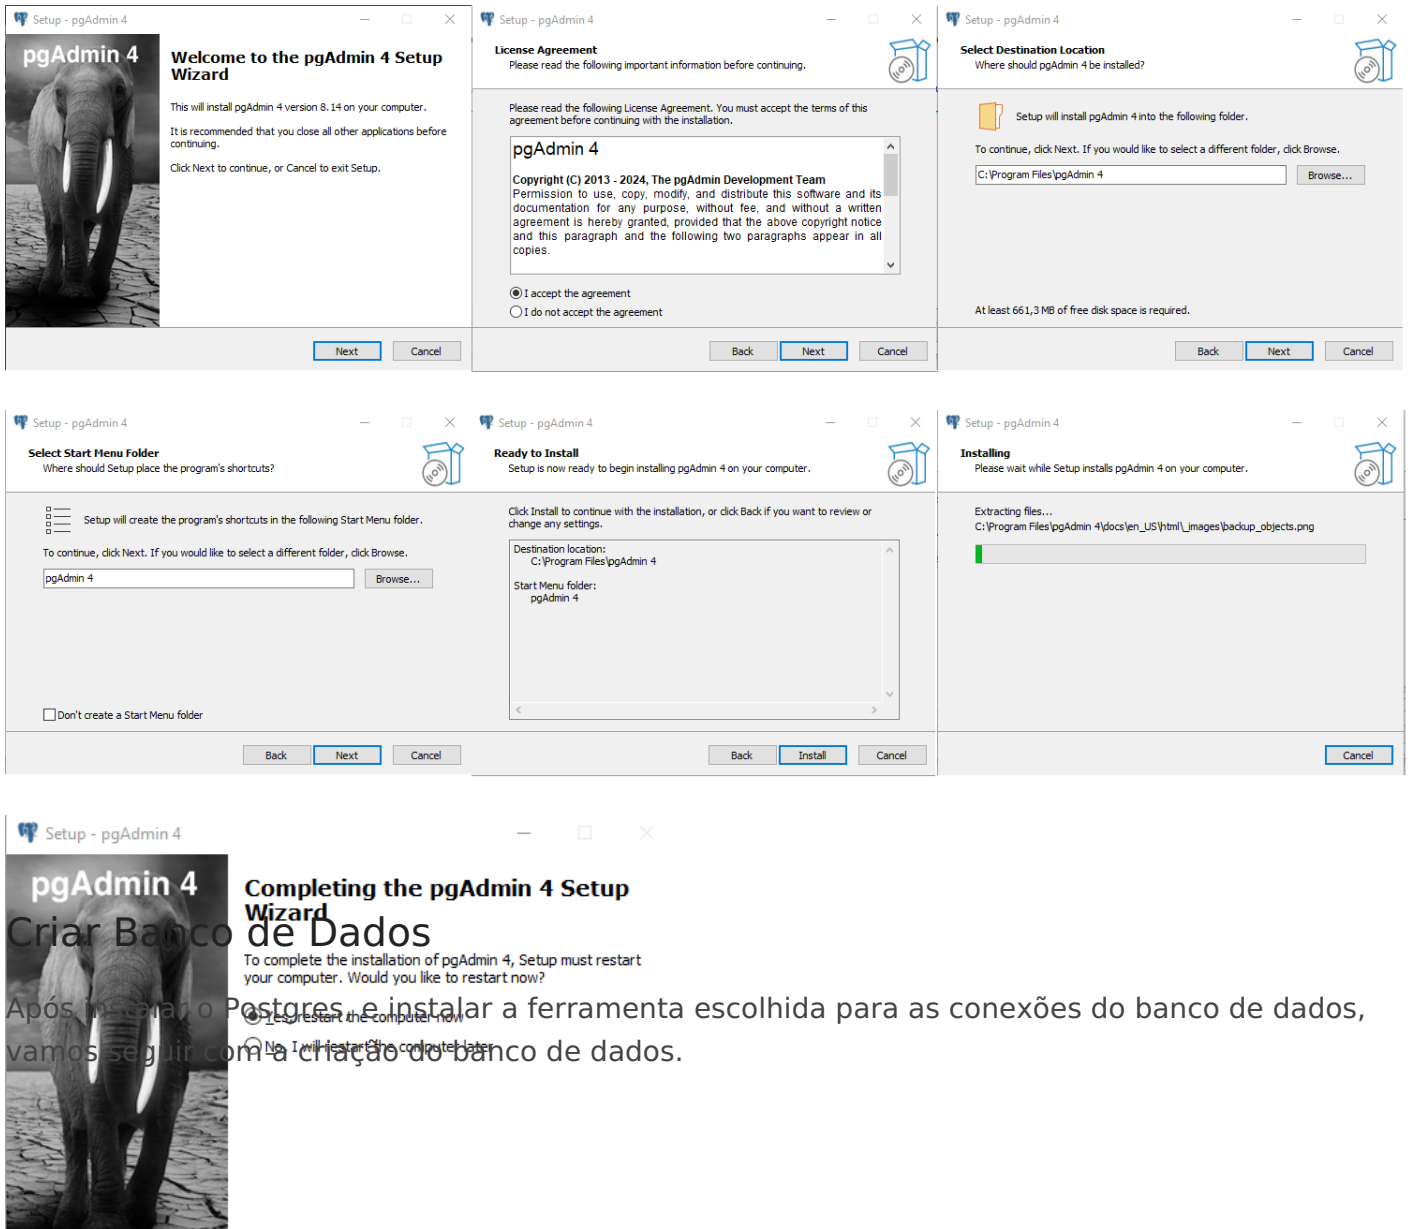 Setup - pgAdmin 4
pgAdmin 4
Welcome to the pgAdmin 4 Setup
Wizard
This will install pgAdmin 4 version 8.14 on your computer.
It is recommended that you close all other applications before
continuing.
Click Next to continue, or Cancel to exit Setup.
Next
Cancel
Setup - pgAdmin 4
License Agreement
Please read the following important information before continuing.
Please read the following License Agreement. You must accept the terms of this
agreement before continuing with the installation.
pgAdmin 4
Copyright (C) 2013 - 2024, The pgAdmin Development Team
Permission to use, copy, modify, and distribute this software and its
documentation for any purpose, without fee, and without a written
agreement is hereby granted, provided that the above copyright notice
and this paragraph and the following two paragraphs appear in all
copies.
I accept the agreement
I do not accept the agreement
Back
Next
Cancel
Setup - pgAdmin 4
Select Destination Location
Where should pgAdmin 4 be installed?
Setup will install pgAdmin 4 into the following folder.
To continue, click Next. If you would like to select a different folder, click Browse.
C:\Program Files\pgAdmin 4
Browse...
At least 661,3 MB of free disk space is required.
Back
Next
Cancel
Setup - pgAdmin 4
Select Start Menu Folder
Where should Setup place the program's shortcuts?
Setup will create the program's shortcuts in the following Start Menu folder.
To continue, click Next. If you would like to select a different folder, click Browse.
pgAdmin 4
Browse...
Don't create a Start Menu folder
Back
Next
Cancel
Setup - pgAdmin 4
Ready to Install
Setup is now ready to begin installing pgAdmin 4 on your computer.
Click Install to continue with the installation, or click Back if you want to review or
change any settings.
Destination location:
C:\Program Files\pgAdmin 4
Start Menu folder:
pgAdmin 4
Back
Install
Cancel
Setup - pgAdmin 4
Installing
Please wait while Setup installs pgAdmin 4 on your computer.
Extracting files...
C:\Program Files\pgAdmin 4\docs\en_US\html\_images\backup_objects.png
Cancel
Setup - pgAdmin 4
pgAdmin 4
Completing the pgAdmin 4 Setup
Wizard
Criar Banco de Dados
To complete the installation of pgAdmin 4, Setup must restart
your computer. Would you like to restart now?
Após instalar o Postgres, e instalar a ferramenta escolhida para as conexões do banco de dados,
Yes, restart the computer now
vamos seguir com a criação do banco de dados.
No, I will restart the computer later